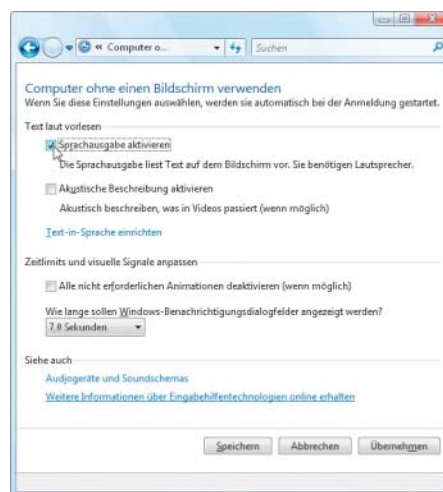 « Computer o...
Suchen
Computer ohne einen Bildschirm verwenden
Wenn Sie diese Einstellungen auswählen, werden sie automatisch bei der Anmeldung gestartet.
Text laut vorlesen
Sprachausgabe aktivieren
Die Sprachausgabe liest Text auf dem Bildschirm vor. Sie benötigen Lautsprecher.
Akustische Beschreibung aktivieren
Akustisch beschreiben, was in Videos passiert (wenn möglich)
Text-in-Sprache einrichten
Zeitlimits und visuelle Signale anpassen
Alle nicht erforderlichen Animationen deaktivieren (wenn möglich)
Wie lange sollen Windows-Benachrichtigungsdialogfelder angezeigt werden?
7.0 Sekunden
Siehe auch
Audiogeräte und Soundschemas
Weitere Informationen über Eingabehilfentechnologien online erhalten
Speichern Abbrechen Übernehmen